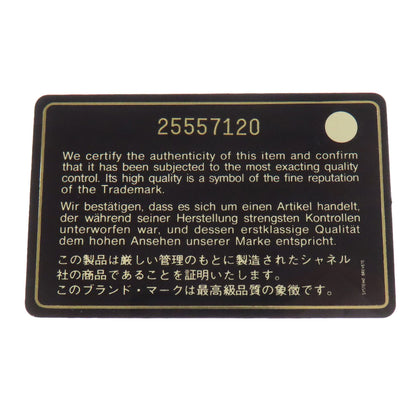 25557120
We certify the authenticity of this item and confirm
that it has been subjected to the most exacting quality
control. Its high quality is a symbol of the fine reputation
of the Trademark.
Wir bestätigen, dass es sich um einen Artikel handelt,
der während seiner Herstellung strengsten Kontrollen
unterworfen war, und dessen erstklassige Qualität
dem hohen Ansehen unserer Marke entspricht.
この製品は厳しい管理のもとに製造されたシャネル
社の商品であることを証明いたします。
このブランド・マークは最高級品質の象徴です。